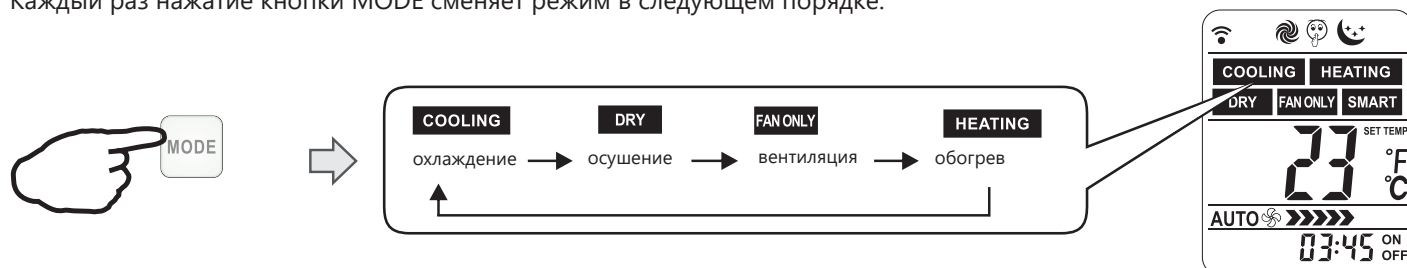 Каждый раз нажатие кнопки MODE сменяет режим в следующем порядке.
MODE
COOLING DRY FAN ONLY HEATING
охлаждение осушение вентиляция обогрев
COOLING HEATING
DRY FAN ONLY SMART
SET TEMP
23 °F
°C
AUTO
03:45 ON
OFF